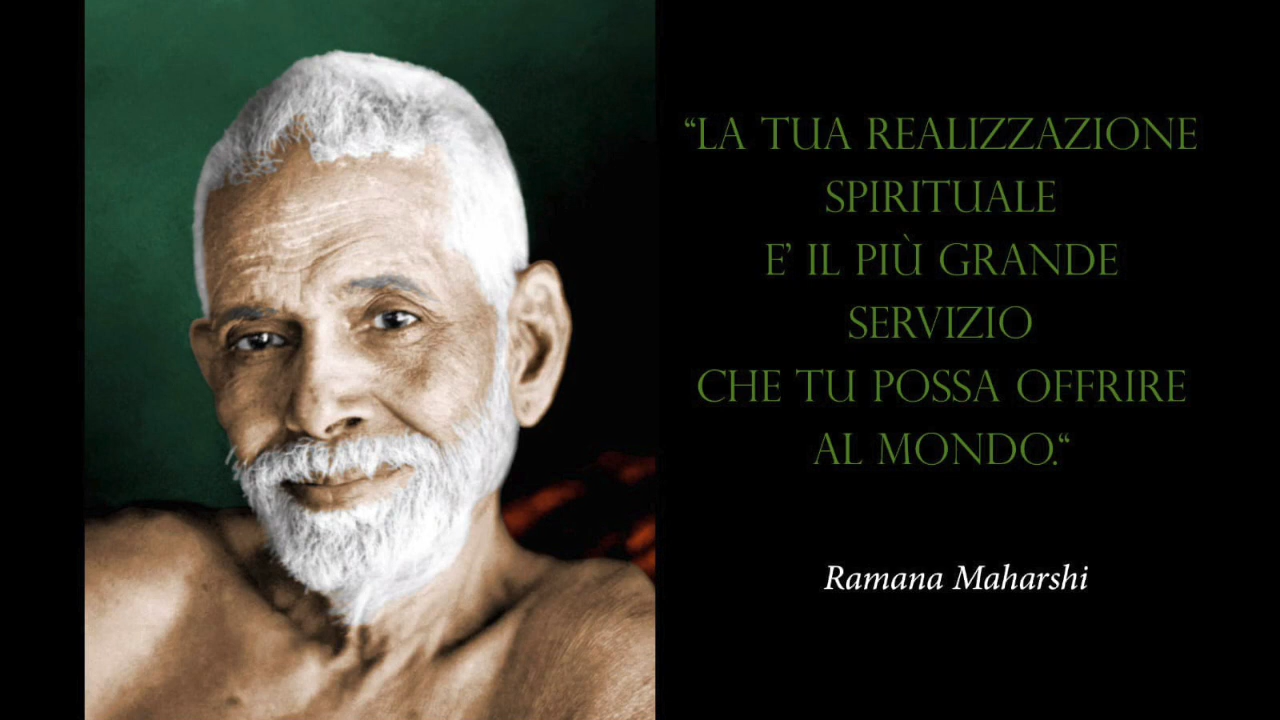 “LA TUA REALIZZAZIONE
SPIRITUALE
E’ IL PIÙ GRANDE
SERVIZIO
CHE TU POSSA OFFRIRE
AL MONDO.“
Ramana Maharshi